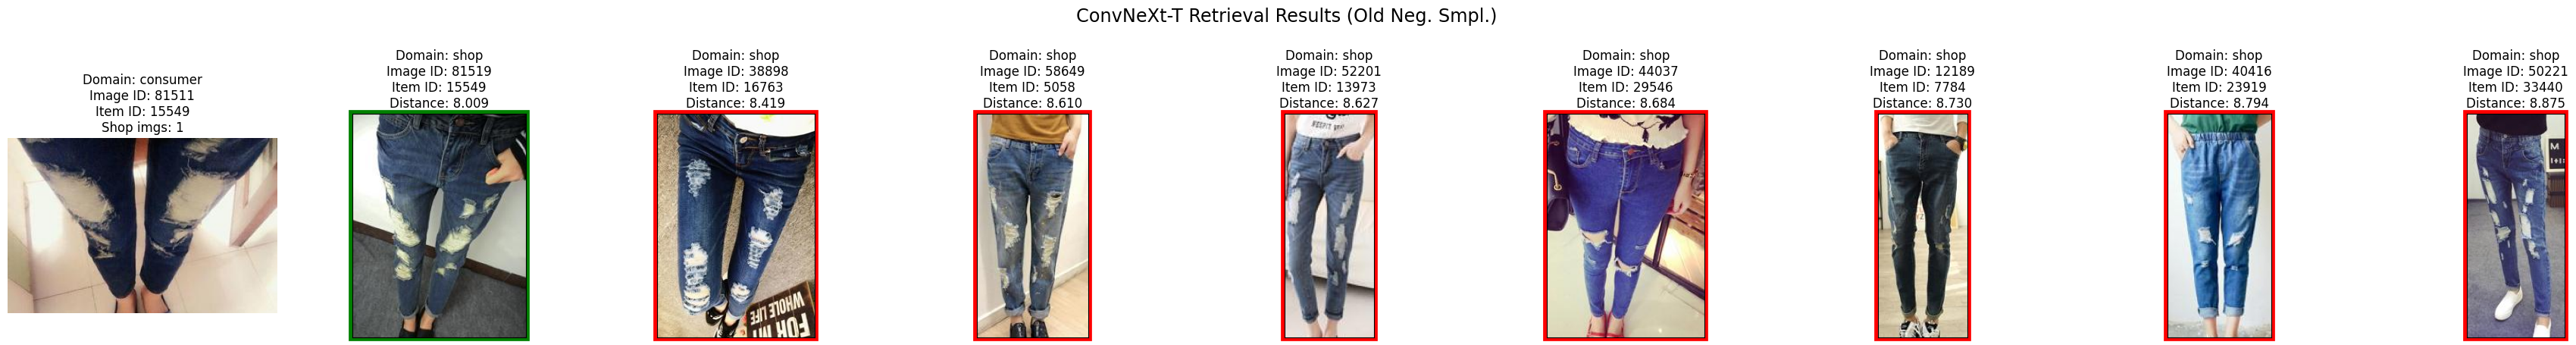 ConvNeXt-T Retrieval Results (Old Neg. Smpl.)
Domain: consumer
Image ID: 81511
Item ID: 15549
Shop imgs: 1
Domain: shop
Image ID: 81519
Item ID: 15549
Distance: 8.009
Domain: shop
Image ID: 38898
Item ID: 16763
Distance: 8.419
WHOLE LIFE
Domain: shop
Image ID: 58649
Item ID: 5058
Distance: 8.610
Domain: shop
Image ID: 52201
Item ID: 13973
Distance: 8.627
Domain: shop
Image ID: 44037
Item ID: 29546
Distance: 8.684
Domain: shop
Image ID: 12189
Item ID: 7784
Distance: 8.730
Domain: shop
Image ID: 40416
Item ID: 23919
Distance: 8.794
Domain: shop
Image ID: 50221
Item ID: 33440
Distance: 8.875